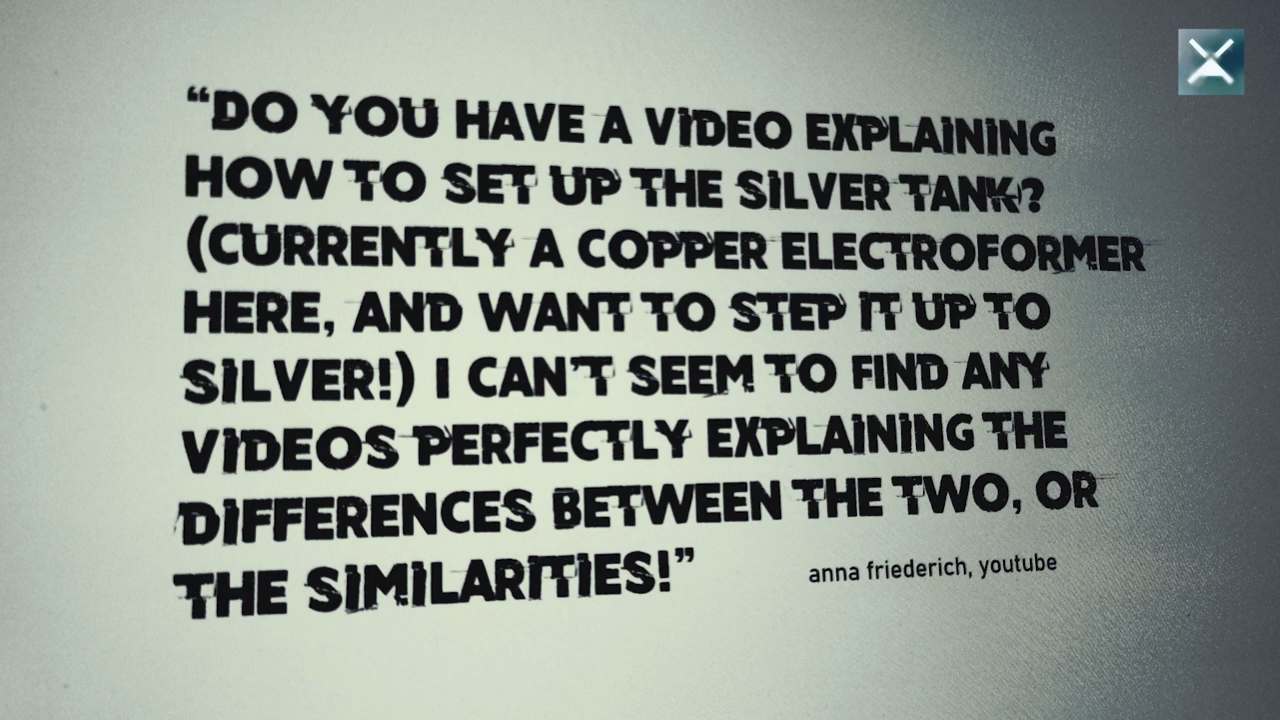 “DO YOU HAVE A VIDEO EXPLAINING
HOW TO SET UP THE SILVER TANK?
(CURRENTLY A COPPER ELECTROFORMER
HERE, AND WANT TO STEP IT UP TO
SILVER!) I CAN’T SEEM TO FIND ANY
VIDEOS PERFECTLY EXPLAINING THE
DIFFERENCES BETWEEN THE TWO, OR
THE SIMILARITIES!”
anna friederich, youtube